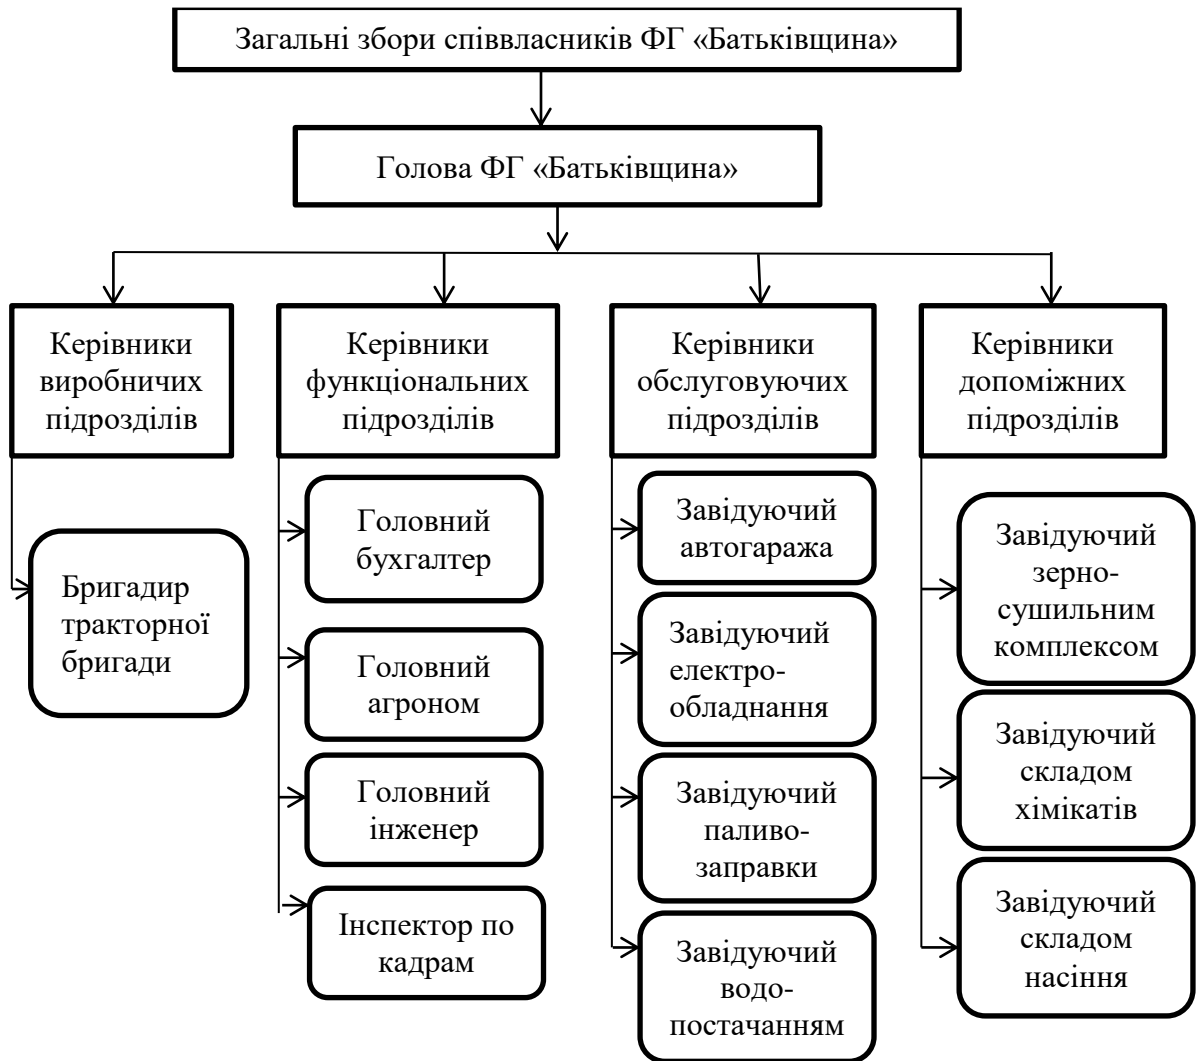 Загальні збори співвласників ФГ «Батьківщина»
Голова ФГ «Батьківщина»
Керівники
виробничих
підрозділів
Бригадир
тракторної
бригади
Керівники
функціональних
підрозділів
Головний
бухгалтер
Головний
агроном
Головний
інженер
Інспектор по
кадрам
Керівники
обслуговуючих
підрозділів
Завідуючий
автогаража
Завідуючий
електро-
обладнання
Завідуючий
паливо-
заправки
Завідуючий
водо-
постачанням
Керівники
допоміжних
підрозділів
Завідуючий
зерно-
сушильним
комплексом
Завідуючий
складом
хімікатів
Завідуючий
складом
насіння